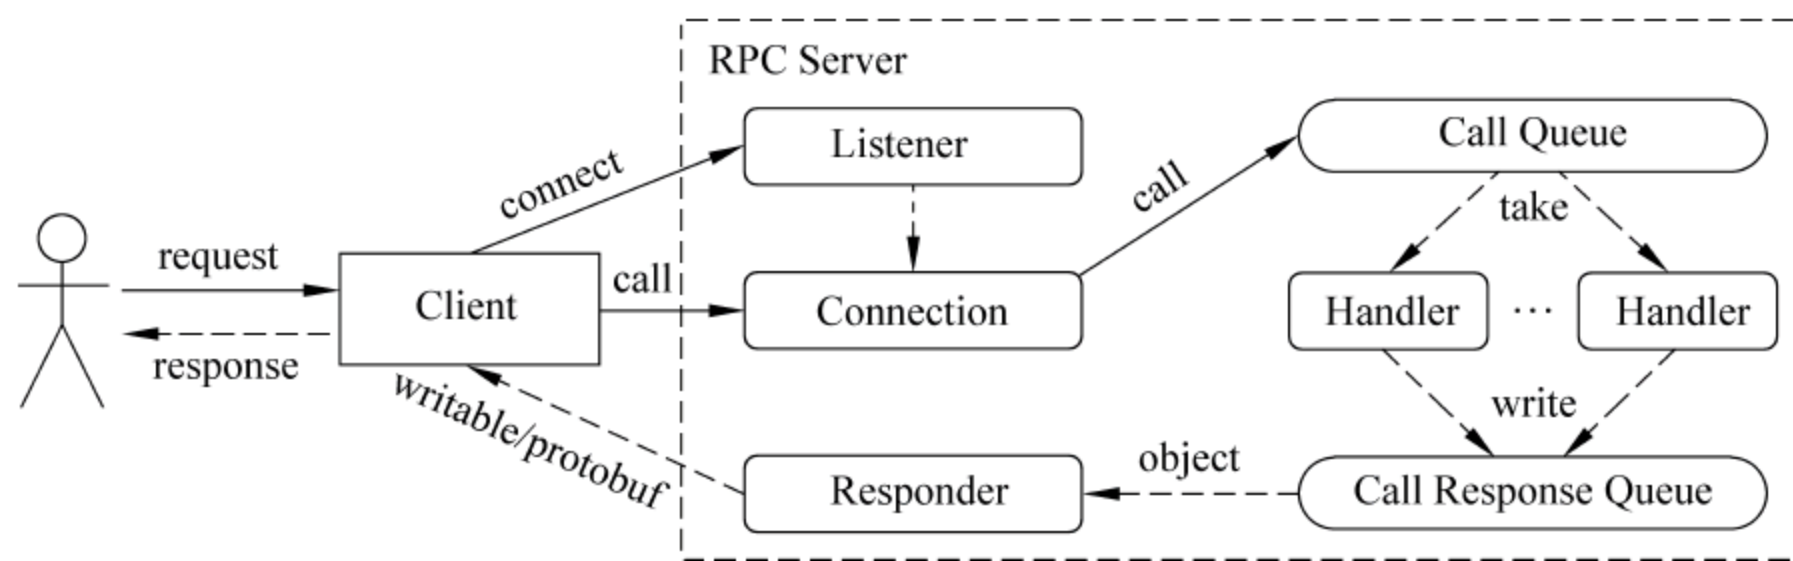 RPC Server
Listener
Call Queue
connect
call
take
request
Client
call
Connection
Handler
...
Handler
response
writable/protobuf
write
object
Responder
Call Response Queue